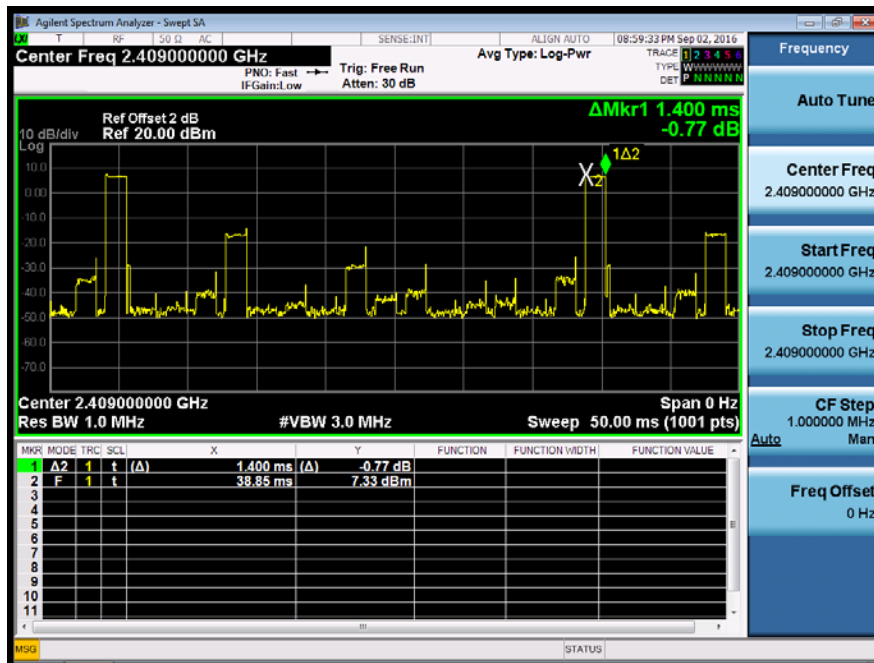 Agilent Spectrum Analyzer - Swept SA
LXI T RF 50 Ω AC SENSE:INT ALIGN AUTO 08:59:33 PM Sep 02, 2016
Center Freq 2.409000000 GHz
PNO: Fast
IFGain:Low
Trig: Free Run
Atten: 30 dB
Avg Type: Log-Pwr
TRACE 1 2 3 4 5 6
TYPE WWWWWW
DET P N N N N N
ΔMkr1 1.400 ms
-0.77 dB
Ref Offset 2 dB
10 dB/div Ref 20.00 dBm
Log
10.0
0.00
-10.0
-20.0
-30.0
-40.0
-50.0
-60.0
-70.0
1Δ2
X2
Center 2.409000000 GHz Span 0 Hz
Res BW 1.0 MHz #VBW 3.0 MHz Sweep 50.00 ms (1001 pts)
MKR MODE TRC SCL X Y FUNCTION FUNCTION WIDTH FUNCTION VALUE
1 Δ2 1 t (Δ) 1.400 ms (Δ) -0.77 dB
2 F 1 t 38.85 ms 7.33 dBm
3
4
5
6
7
8
9
10
11
MSG STATUS
Frequency
Auto Tune
Center Freq
2.409000000 GHz
Start Freq
2.409000000 GHz
Stop Freq
2.409000000 GHz
CF Step
1.000000 MHz
Auto Man
Freq Offset
0 Hz